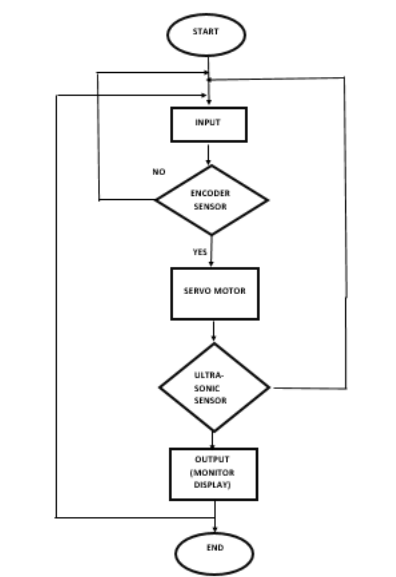 START
INPUT
NO
ENCODER
SENSOR
YES
SERVO MOTOR
ULTRA-
SONIC
SENSOR
OUTPUT
(MONITOR
DISPLAY)
END